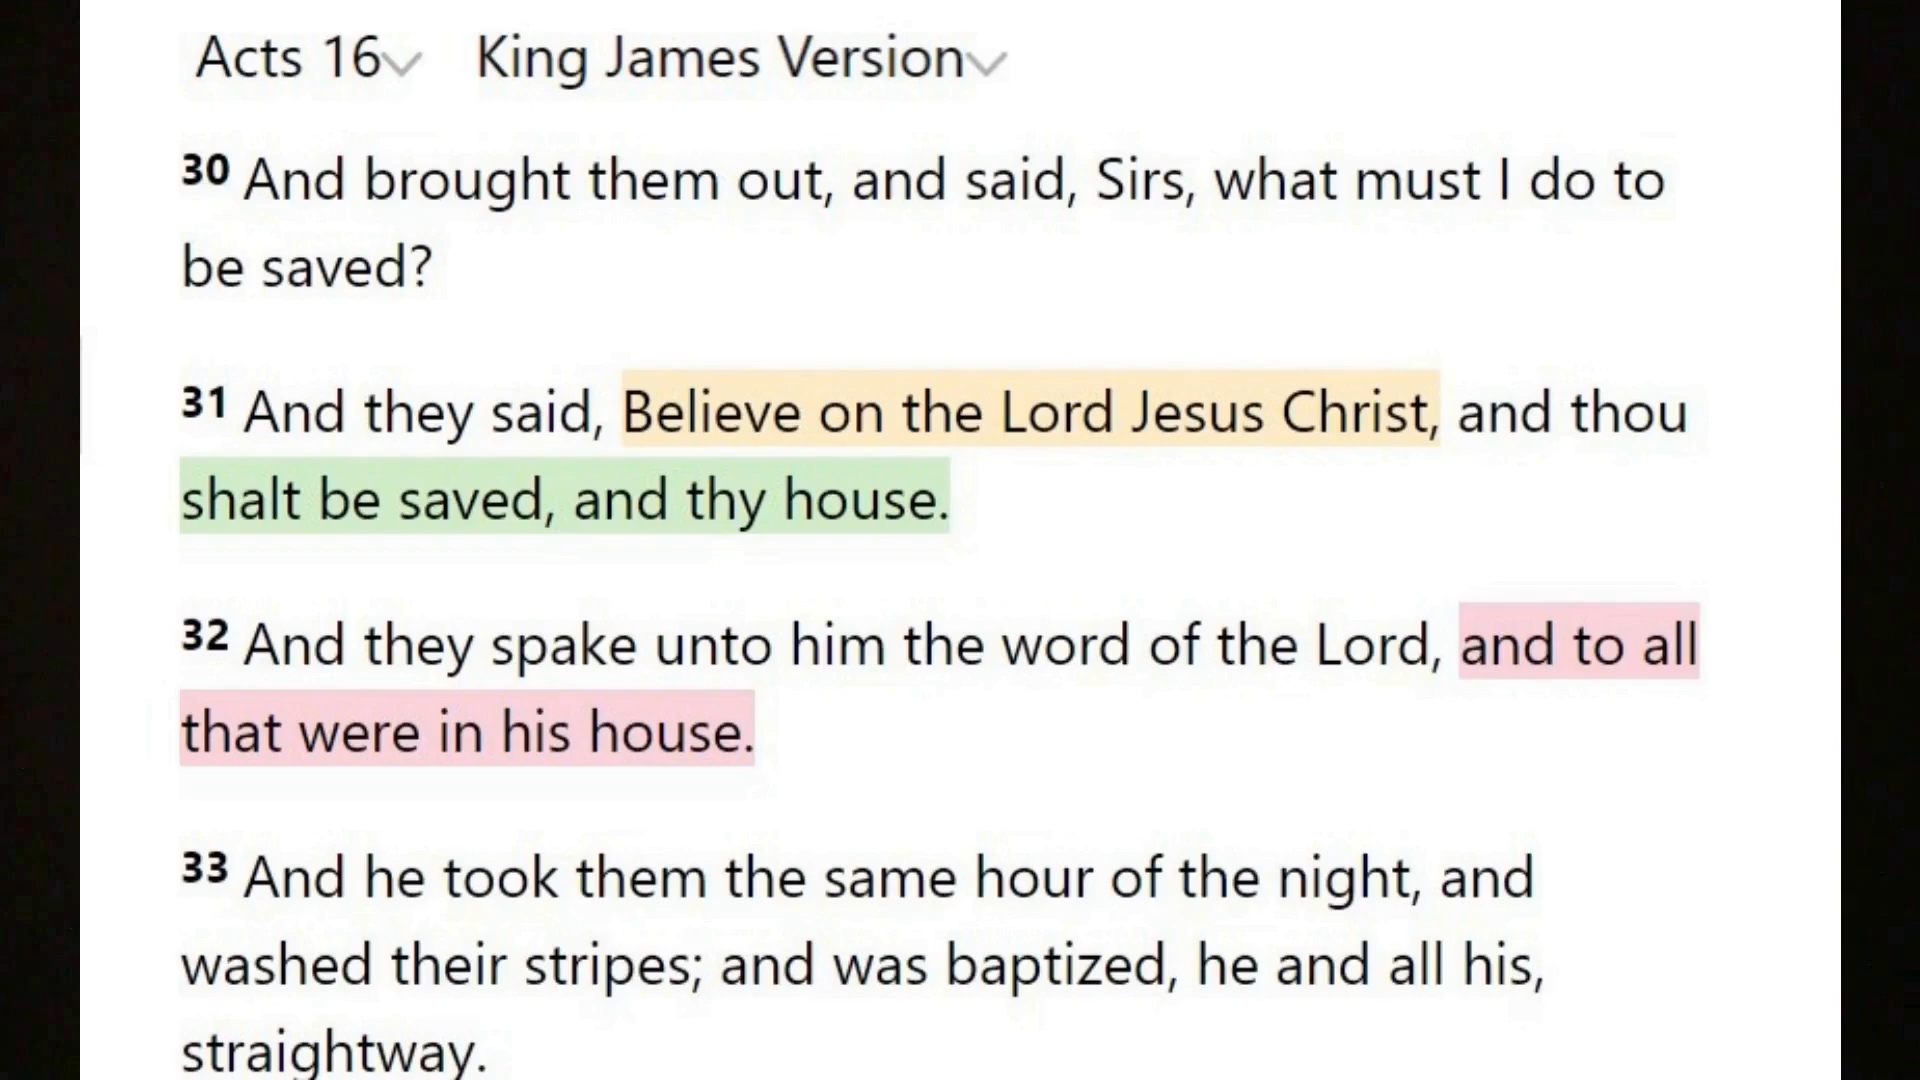 Acts 16 King James Version
30 And brought them out, and said, Sirs, what must I do to
be saved?
31 And they said, Believe on the Lord Jesus Christ, and thou
shalt be saved, and thy house.
32 And they spake unto him the word of the Lord, and to all
that were in his house.
33 And he took them the same hour of the night, and
washed their stripes; and was baptized, he and all his,
straightway.